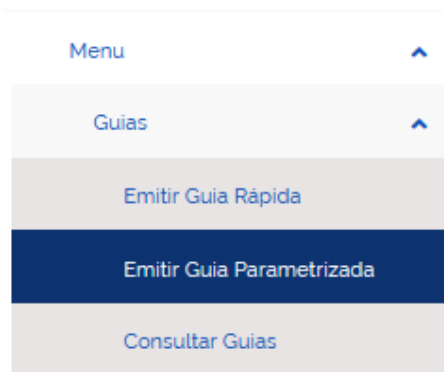 Menu
Guias
Emitir Guia Rápida
Emitir Guia Parametrizada
Consultar Guias